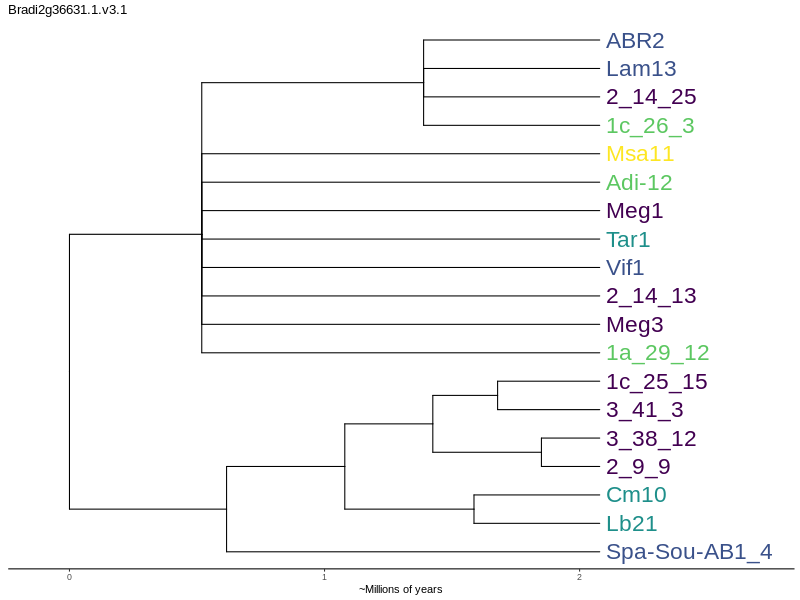 Bradi2g36631.1.v3.1
ABR2
Lam13
2_14_25
1c_26_3
Msa11
Adi-12
Meg1
Tar1
Vif1
2_14_13
Meg3
1a_29_12
1c_25_15
3_41_3
3_38_12
2_9_9
Cm10
Lb21
Spa-Sou-AB1_4
0 1 2
~Millions of years